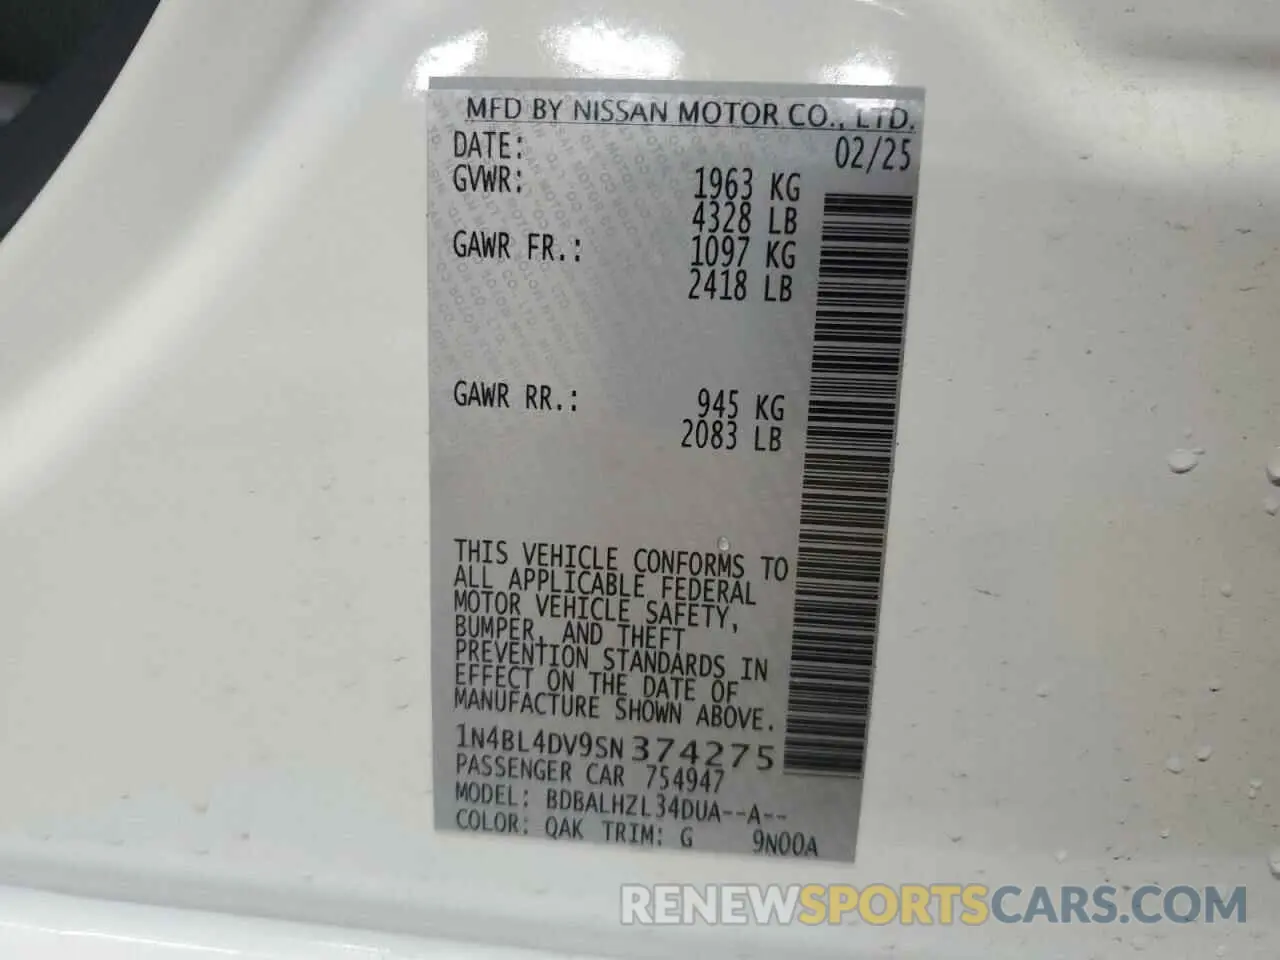 MFD BY NISSAN MOTOR CO., LTD.
DATE: 02/25
GVWR: 1963 KG
4328 LB
GAWR FR.: 1097 KG
2418 LB
GAWR RR.: 945 KG
2083 LB
THIS VEHICLE CONFORMS TO
ALL APPLICABLE FEDERAL
MOTOR VEHICLE SAFETY,
BUMPER, AND THEFT
PREVENTION STANDARDS IN
EFFECT ON THE DATE OF
MANUFACTURE SHOWN ABOVE.
1N4BL4DV9SN374275
PASSENGER CAR 754947
MODEL: BDBALHZL34DUA--A--
COLOR: QAK TRIM: G 9N00A
RENEWSPORTSCARS.COM